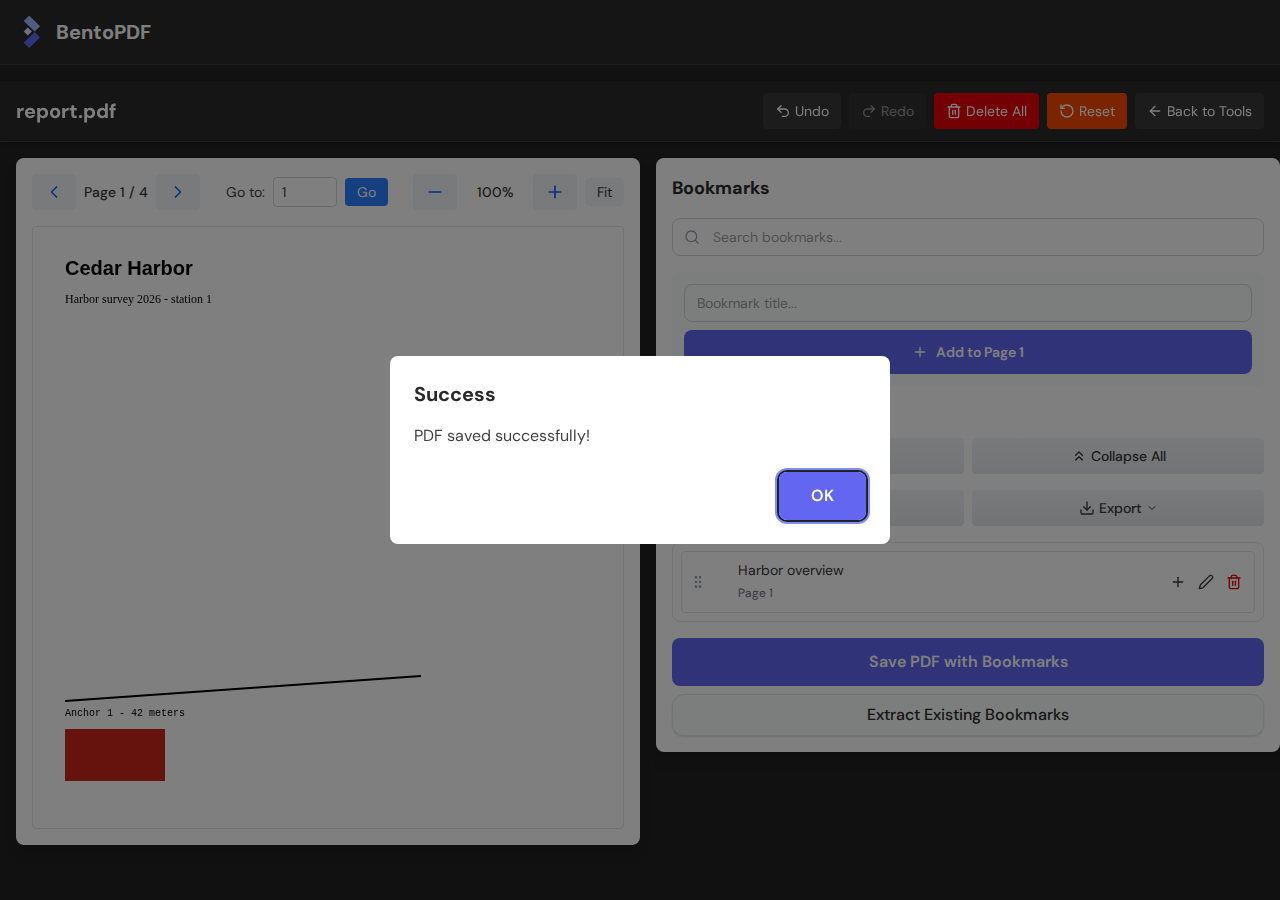 BentoPDF
report.pdf
Undo
Redo
Delete All
Reset
Back to Tools
Page 1 / 4
Go to:
1
Go
100%
Fit
Cedar Harbor
Harbor survey 2026 - station 1
Anchor 1 - 42 meters
Bookmarks
Search bookmarks...
Bookmark title...
Add to Page 1
Success
PDF saved successfully!
OK
Collapse All
Export
Harbor overview
Page 1
Save PDF with Bookmarks
Extract Existing Bookmarks